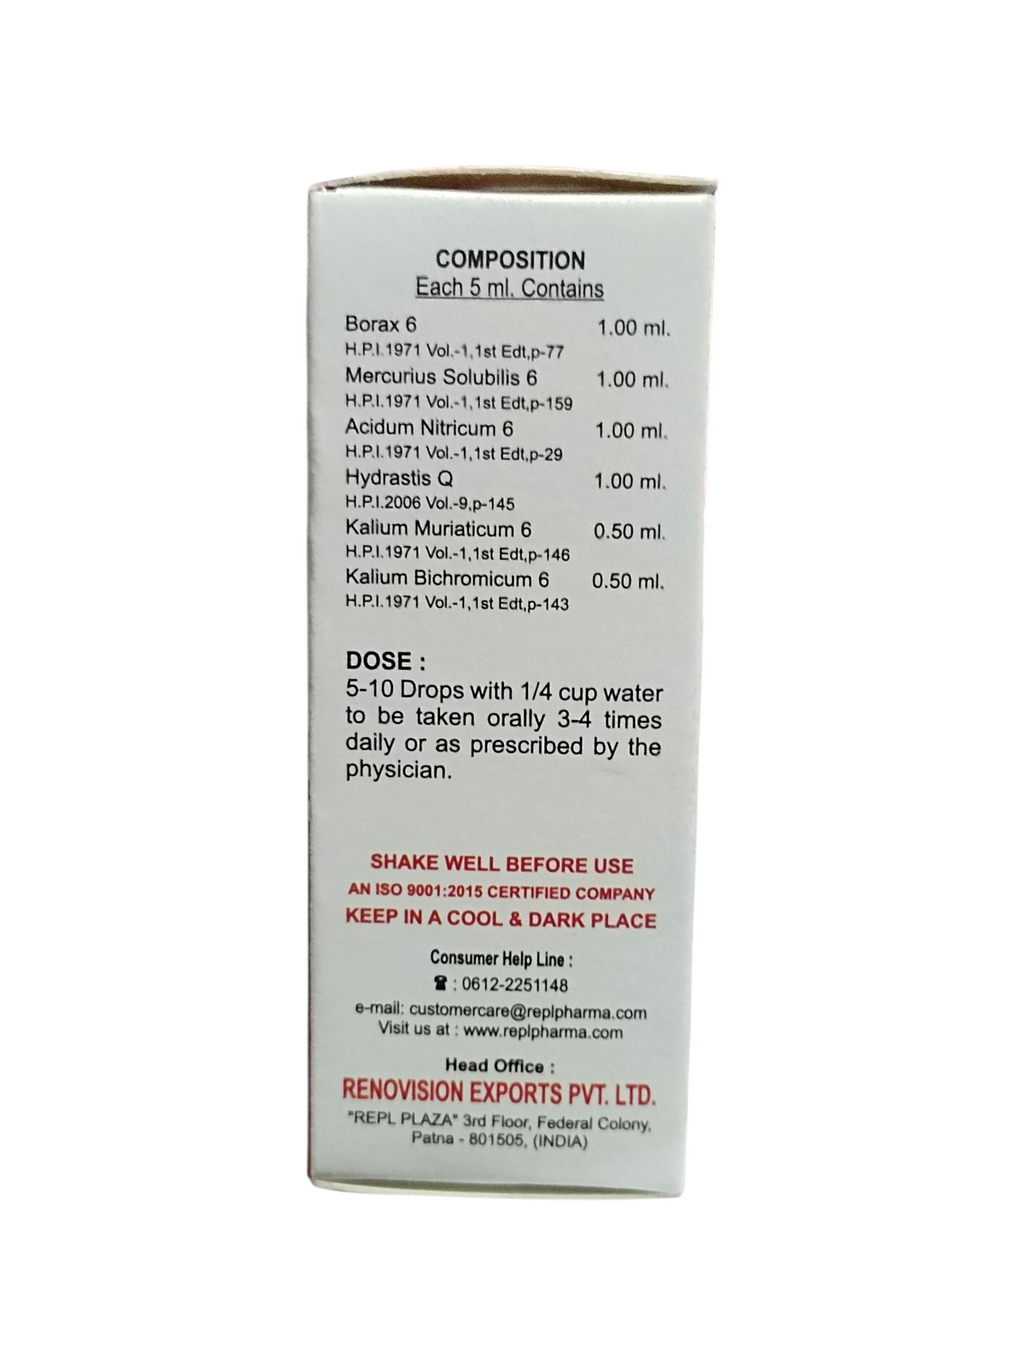 COMPOSITION
Each 5 ml. Contains
Borax 6 1.00 ml.
H.P.I.1971 Vol.-1,1st Edt,p-77
Mercurius Solubilis 6 1.00 ml.
H.P.I.1971 Vol.-1,1st Edt,p-159
Acidum Nitricum 6 1.00 ml.
H.P.I.1971 Vol.-1,1st Edt,p-29
Hydrastis Q 1.00 ml.
H.P.I.2006 Vol.-9,p-145
Kalium Muriaticum 6 0.50 ml.
H.P.I.1971 Vol.-1,1st Edt,p-146
Kalium Bichromicum 6 0.50 ml.
H.P.I.1971 Vol.-1,1st Edt,p-143
DOSE :
5-10 Drops with 1/4 cup water
to be taken orally 3-4 times
daily or as prescribed by the
physician.
SHAKE WELL BEFORE USE
AN ISO 9001:2015 CERTIFIED COMPANY
KEEP IN A COOL & DARK PLACE
Consumer Help Line :
☎ : 0612-2251148
e-mail: customercare@replpharma.com
Visit us at : www.replpharma.com
Head Office :
RENOVISION EXPORTS PVT. LTD.
"REPL PLAZA" 3rd Floor, Federal Colony,
Patna - 801505, (INDIA)